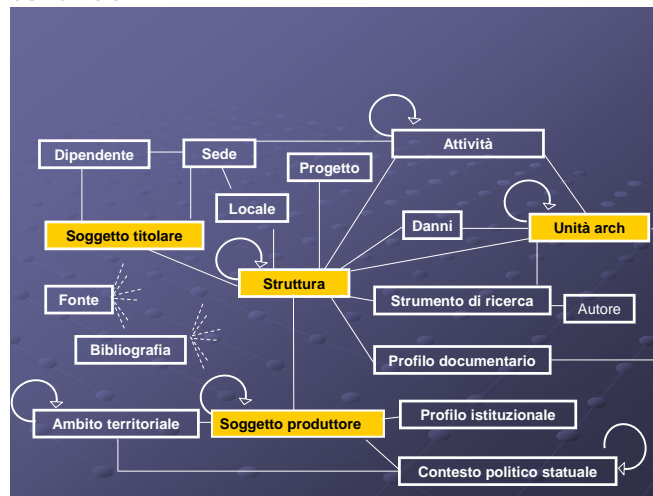 Attività
Dipendente
Sede
Progetto
Locale
Danni
Unità arch
Soggetto titolare
Struttura
Fonte
Strumento di ricerca
Autore
Bibliografia
Profilo documentario
Ambito territoriale
Soggetto produttore
Profilo istituzionale
Contesto politico statuale